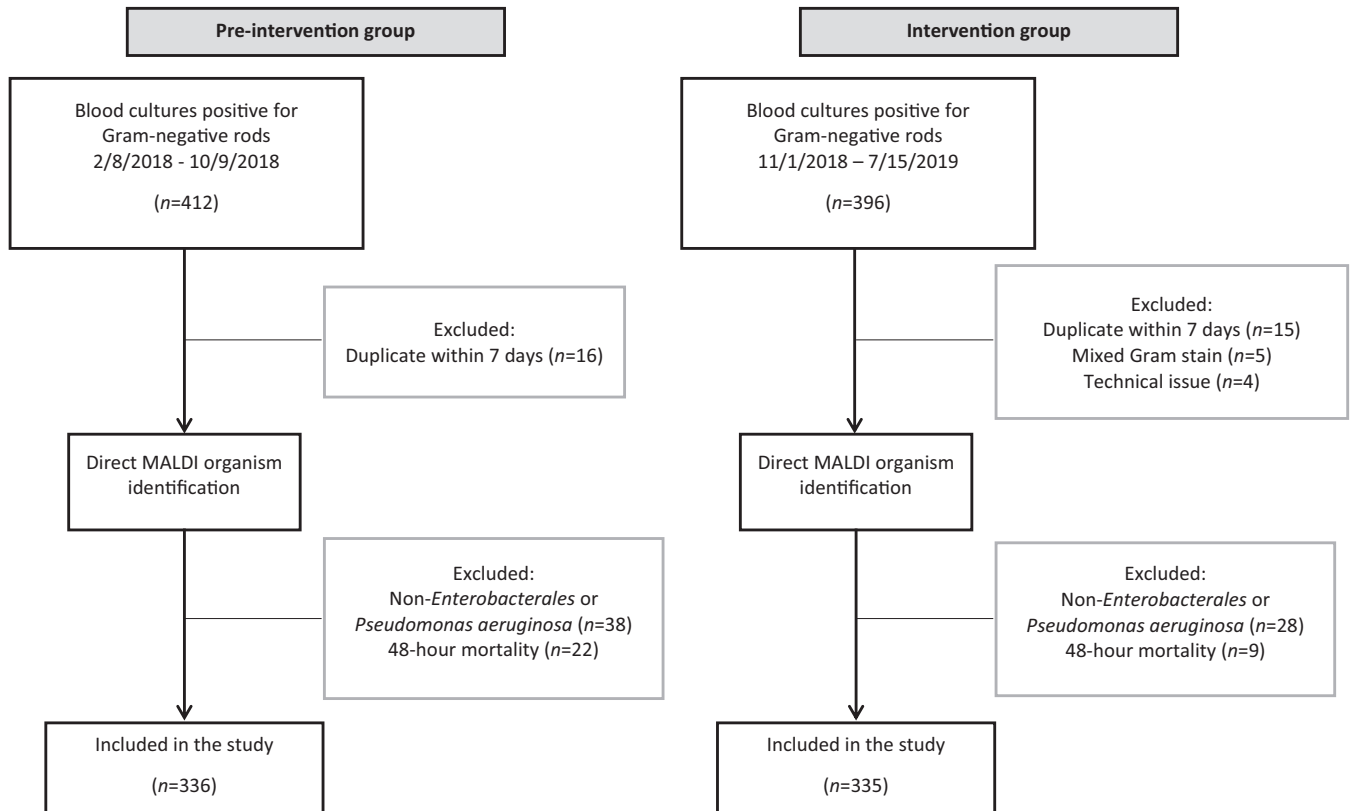 Pre-intervention group
Blood cultures positive for
Gram-negative rods
2/8/2018 - 10/9/2018
(n=412)
Excluded:
Duplicate within 7 days (n=16)
Direct MALDI organism
identification
Excluded:
Non-Enterobacterales or
Pseudomonas aeruginosa (n=38)
48-hour mortality (n=22)
Included in the study
(n=336)
Intervention group
Blood cultures positive for
Gram-negative rods
11/1/2018 – 7/15/2019
(n=396)
Excluded:
Duplicate within 7 days (n=15)
Mixed Gram stain (n=5)
Technical issue (n=4)
Direct MALDI organism
identification
Excluded:
Non-Enterobacterales or
Pseudomonas aeruginosa (n=28)
48-hour mortality (n=9)
Included in the study
(n=335)